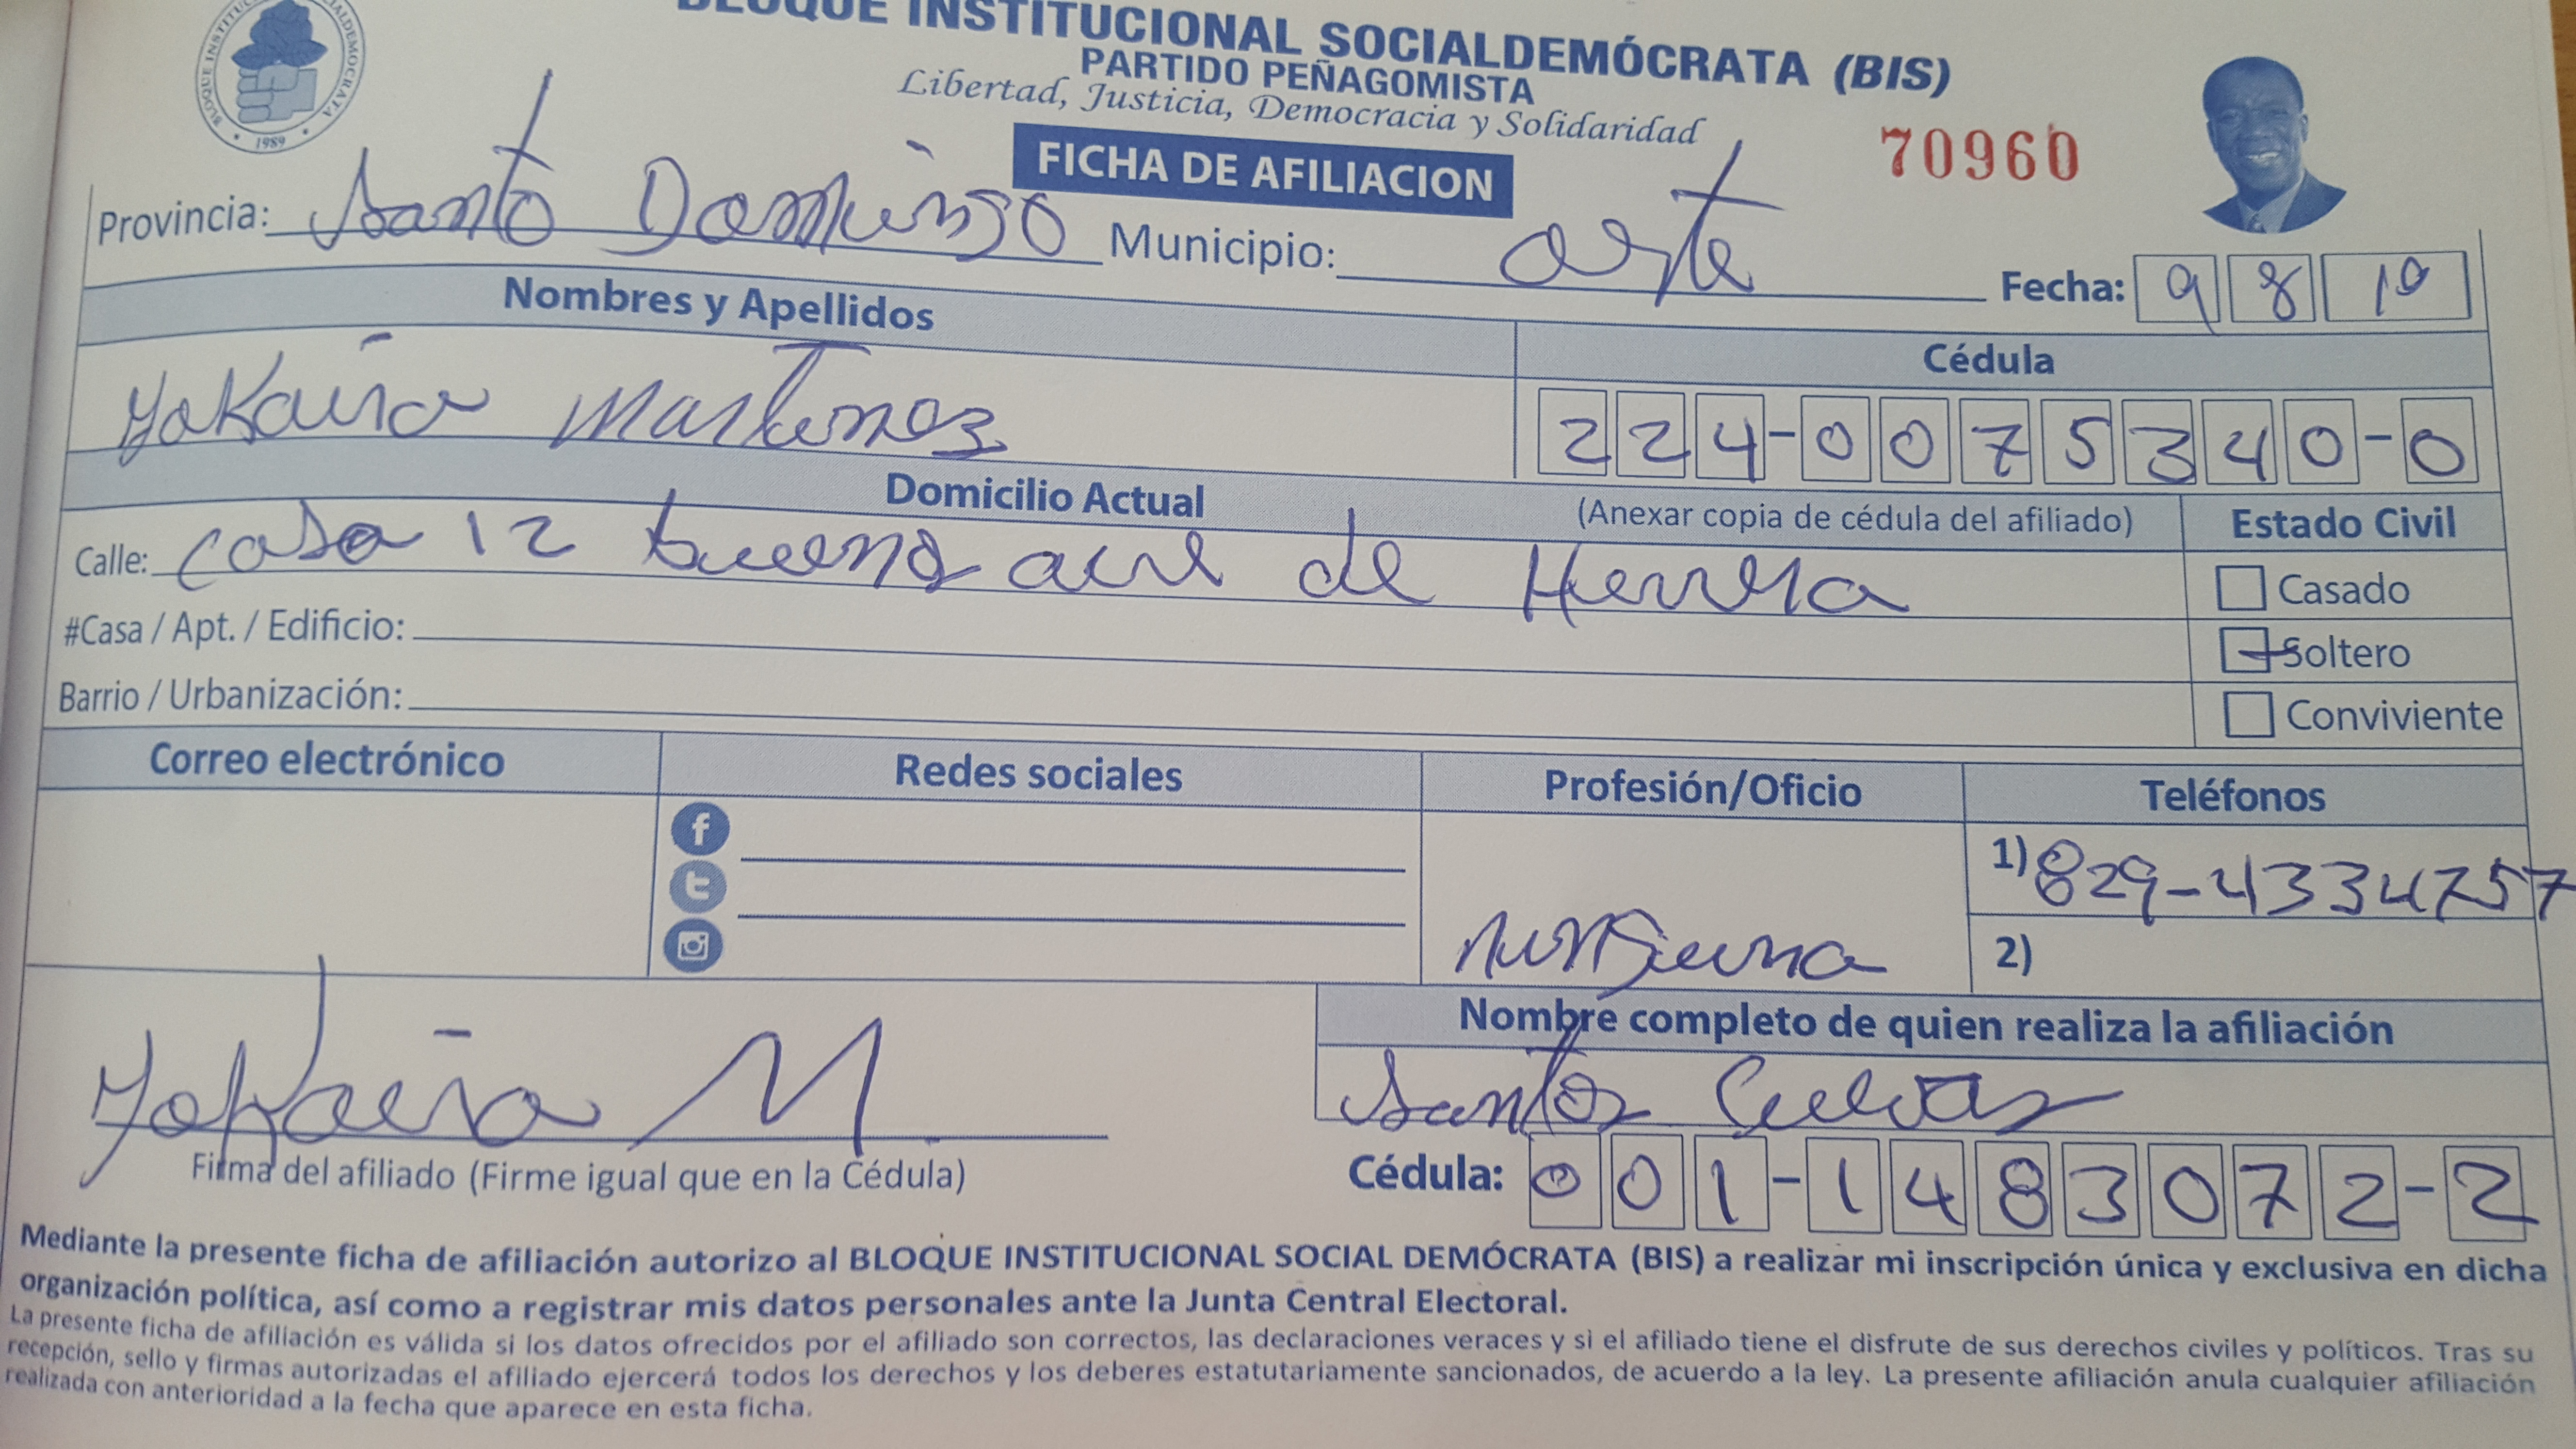 BLOQUE INSTITUCIONAL SOCIALDEMÓCRATA (BIS)
PARTIDO PEÑAGOMISTA
Libertad, Justicia, Democracia y Solidaridad
1989
FICHA DE AFILIACION
70960
Provincia: Santo Domingo Municipio: oeste Fecha: 9 8 19
Nombres y Apellidos
Cédula
Yokaira Martinez
224-0075340-0
Domicilio Actual
(Anexar copia de cédula del afiliado)
Estado Civil
Calle: casa 12 buenos aire de Herrera
Casado
#Casa / Apt. / Edificio:
Soltero
Barrio / Urbanización:
Conviviente
Correo electrónico
Redes sociales
Profesión/Oficio
Teléfonos
1) 829-4334757
2)
Nombre completo de quien realiza la afiliación
Yokaira M
Santos Cuevas
Firma del afiliado (Firme igual que en la Cédula)
Cédula: 001-1483072-2
Mediante la presente ficha de afiliación autorizo al BLOQUE INSTITUCIONAL SOCIAL DEMÓCRATA (BIS) a realizar mi inscripción única y exclusiva en dicha
organización política, así como a registrar mis datos personales ante la Junta Central Electoral.
La presente ficha de afiliación es válida si los datos ofrecidos por el afiliado son correctos, las declaraciones veraces y si el afiliado tiene el disfrute de sus derechos civiles y políticos. Tras su
recepción, sello y firmas autorizadas el afiliado ejercerá todos los derechos y los deberes estatutariamente sancionados, de acuerdo a la ley. La presente afiliación anula cualquier afiliación
realizada con anterioridad a la fecha que aparece en esta ficha.